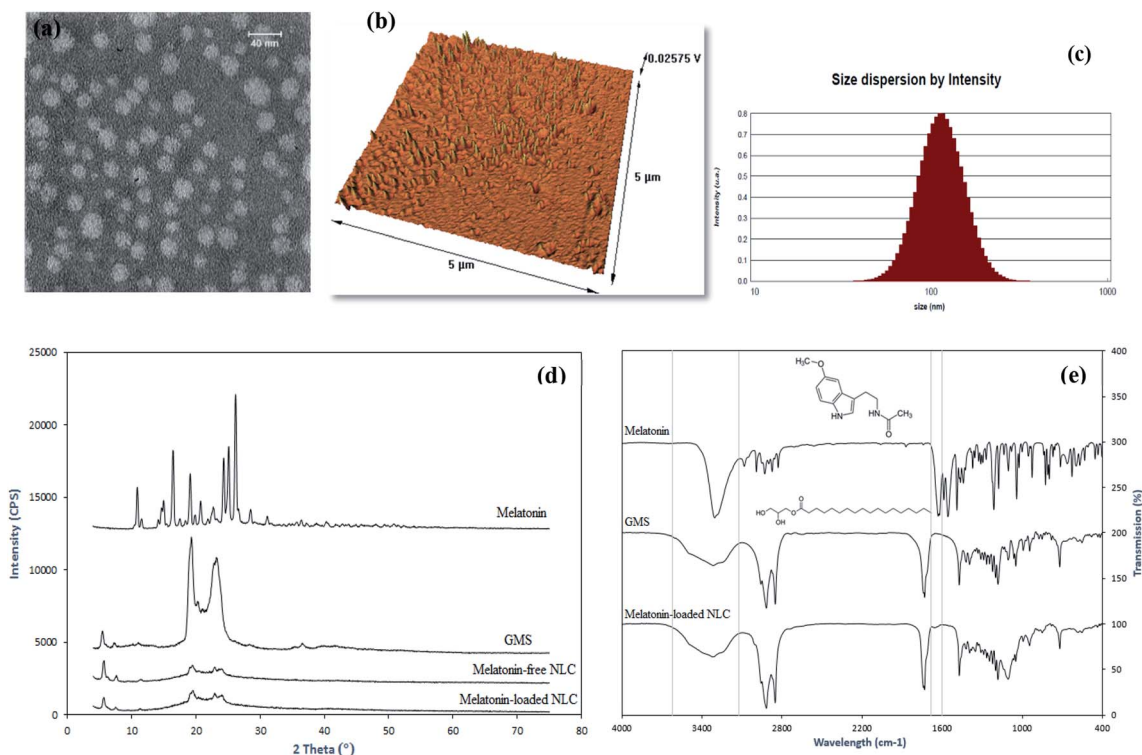 (a)
40 nm
(b)
0.02575 V
5 µm
5 µm
(c)
Size dispersion by Intensity
Intensity (u.a.)
0.8
0.7
0.6
0.5
0.4
0.3
0.2
0.1
0.0
10
100
1000
size (nm)
(d)
Intensity (CPS)
25000
20000
15000
10000
5000
0
Melatonin
GMS
Melatonin-free NLC
Melatonin-loaded NLC
0
10
20
30
40
50
60
70
80
2 Theta (°)
(e)
Melatonin
GMS
Melatonin-loaded NLC
H₃C
O
HN
NH
CH₃
O
HO
OH
O
O
400
350
300
250
200
150
100
50
0
Transmission (%)
4000
3400
2800
2200
1600
1000
400
Wavelength (cm-1)